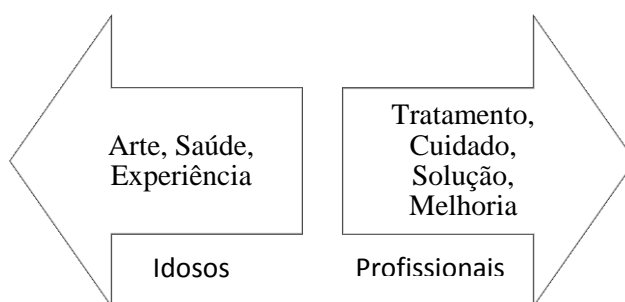 Arte, Saúde,
Experiência
Idosos
Tratamento,
Cuidado,
Solução,
Melhoria
Profissionais